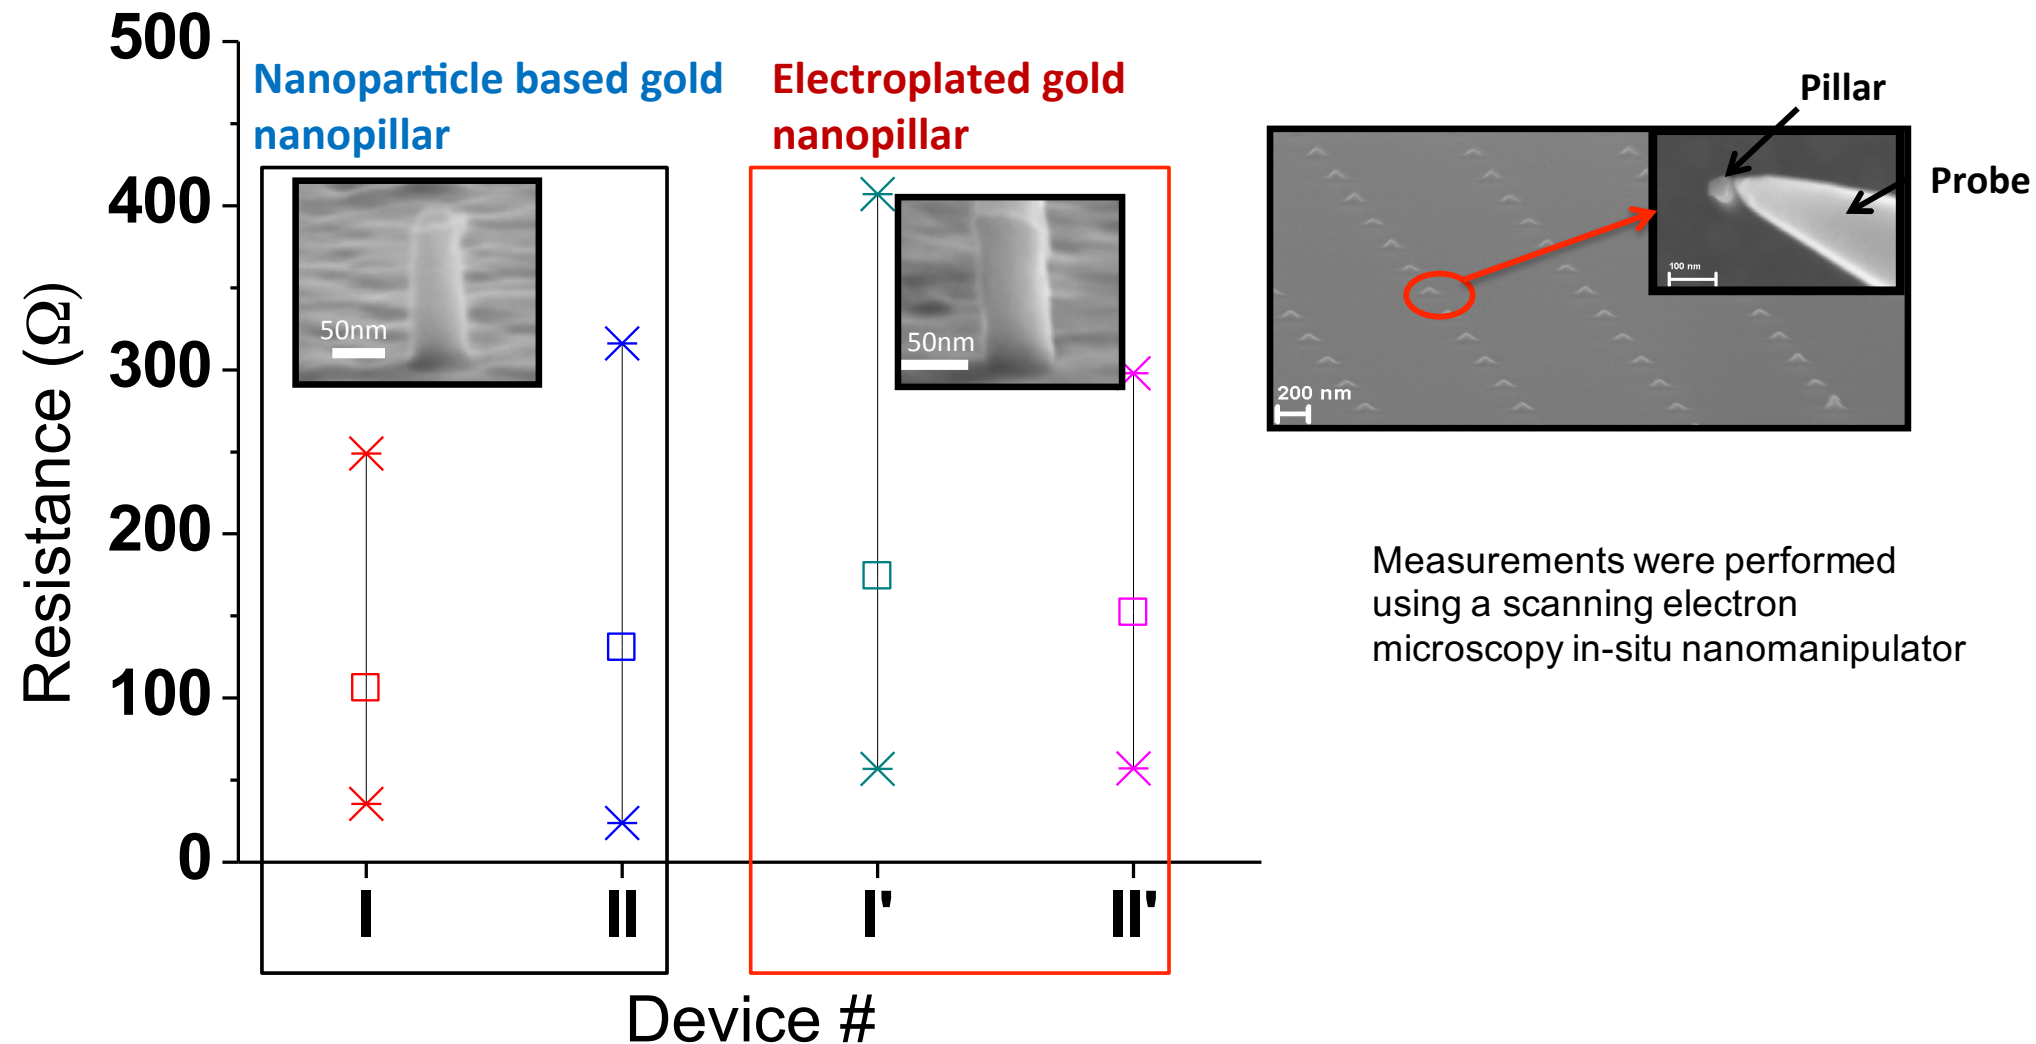 500
400
300
200
100
0
Resistance (Ω)
Nanoparticle based gold
nanopillar
Electroplated gold
nanopillar
50nm
50nm
I
II
I'
II'
Device #
Pillar
Probe
100 nm
200 nm
Measurements were performed
using a scanning electron
microscopy in-situ nanomanipulator